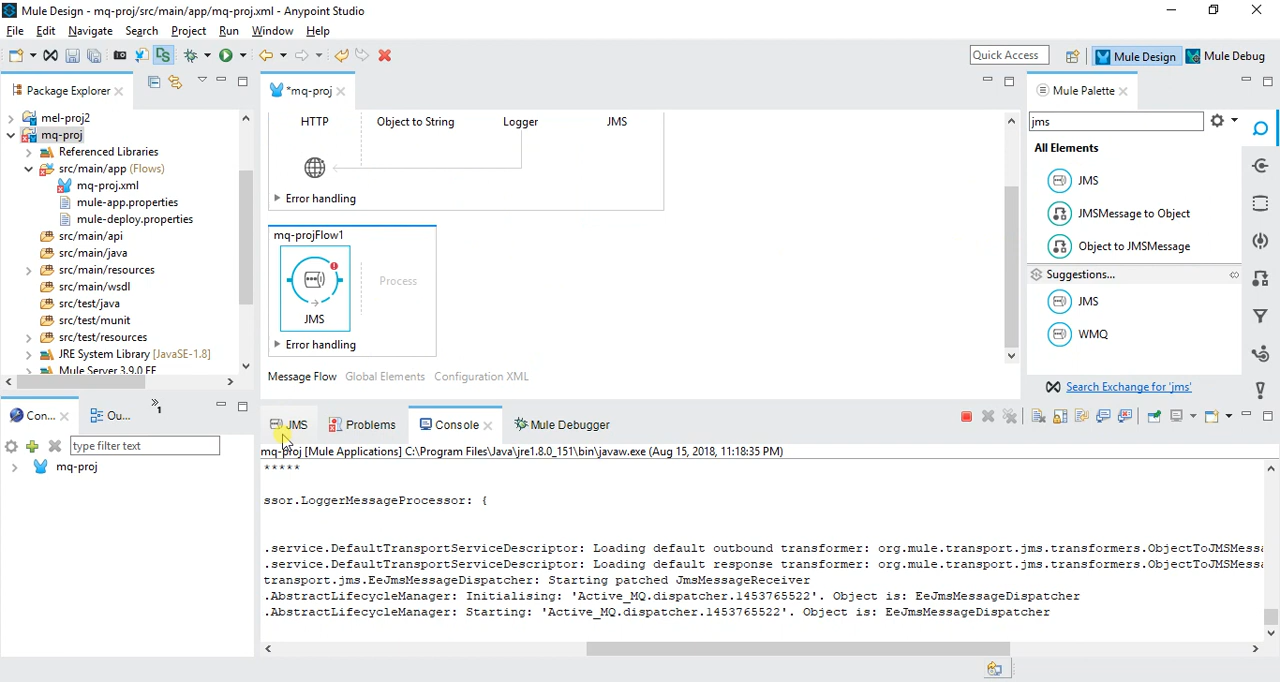 Mule Design - mq-proj/src/main/app/mq-proj.xml - Anypoint Studio
File Edit Navigate Search Project Run Window Help
Quick Access
Mule Design
Mule Debug
Package Explorer
mel-proj2
mq-proj
Referenced Libraries
src/main/app (Flows)
mq-proj.xml
mule-app.properties
mule-deploy.properties
src/main/api
src/main/java
src/main/resources
src/main/wsdl
src/test/java
src/test/munit
src/test/resources
JRE System Library [JavaSE-1.8]
Mule Server 3.9.0 EE
*mq-proj
HTTP
Object to String
Logger
JMS
Error handling
mq-projFlow1
JMS
Process
Error handling
Message Flow Global Elements Configuration XML
Mule Palette
jms
All Elements
JMS
JMSMessage to Object
Object to JMSMessage
Suggestions...
JMS
WMQ
Search Exchange for 'jms'
Con...
Ou...
1
type filter text
mq-proj
JMS
Problems
Console
Mule Debugger
mq-proj [Mule Applications] C:\Program Files\Java\jre1.8.0_151\bin\javaw.exe (Aug 15, 2018, 11:18:35 PM)
*****
ssor.LoggerMessageProcessor: {
.service.DefaultTransportServiceDescriptor: Loading default outbound transformer: org.mule.transport.jms.transformers.ObjectToJMSMess
.service.DefaultTransportServiceDescriptor: Loading default response transformer: org.mule.transport.jms.transformers.ObjectToJMSMess
transport.jms.EeJmsMessageDispatcher: Starting patched JmsMessageReceiver
.AbstractLifecycleManager: Initialising: 'Active_MQ.dispatcher.1453765522'. Object is: EeJmsMessageDispatcher
.AbstractLifecycleManager: Starting: 'Active_MQ.dispatcher.1453765522'. Object is: EeJmsMessageDispatcher